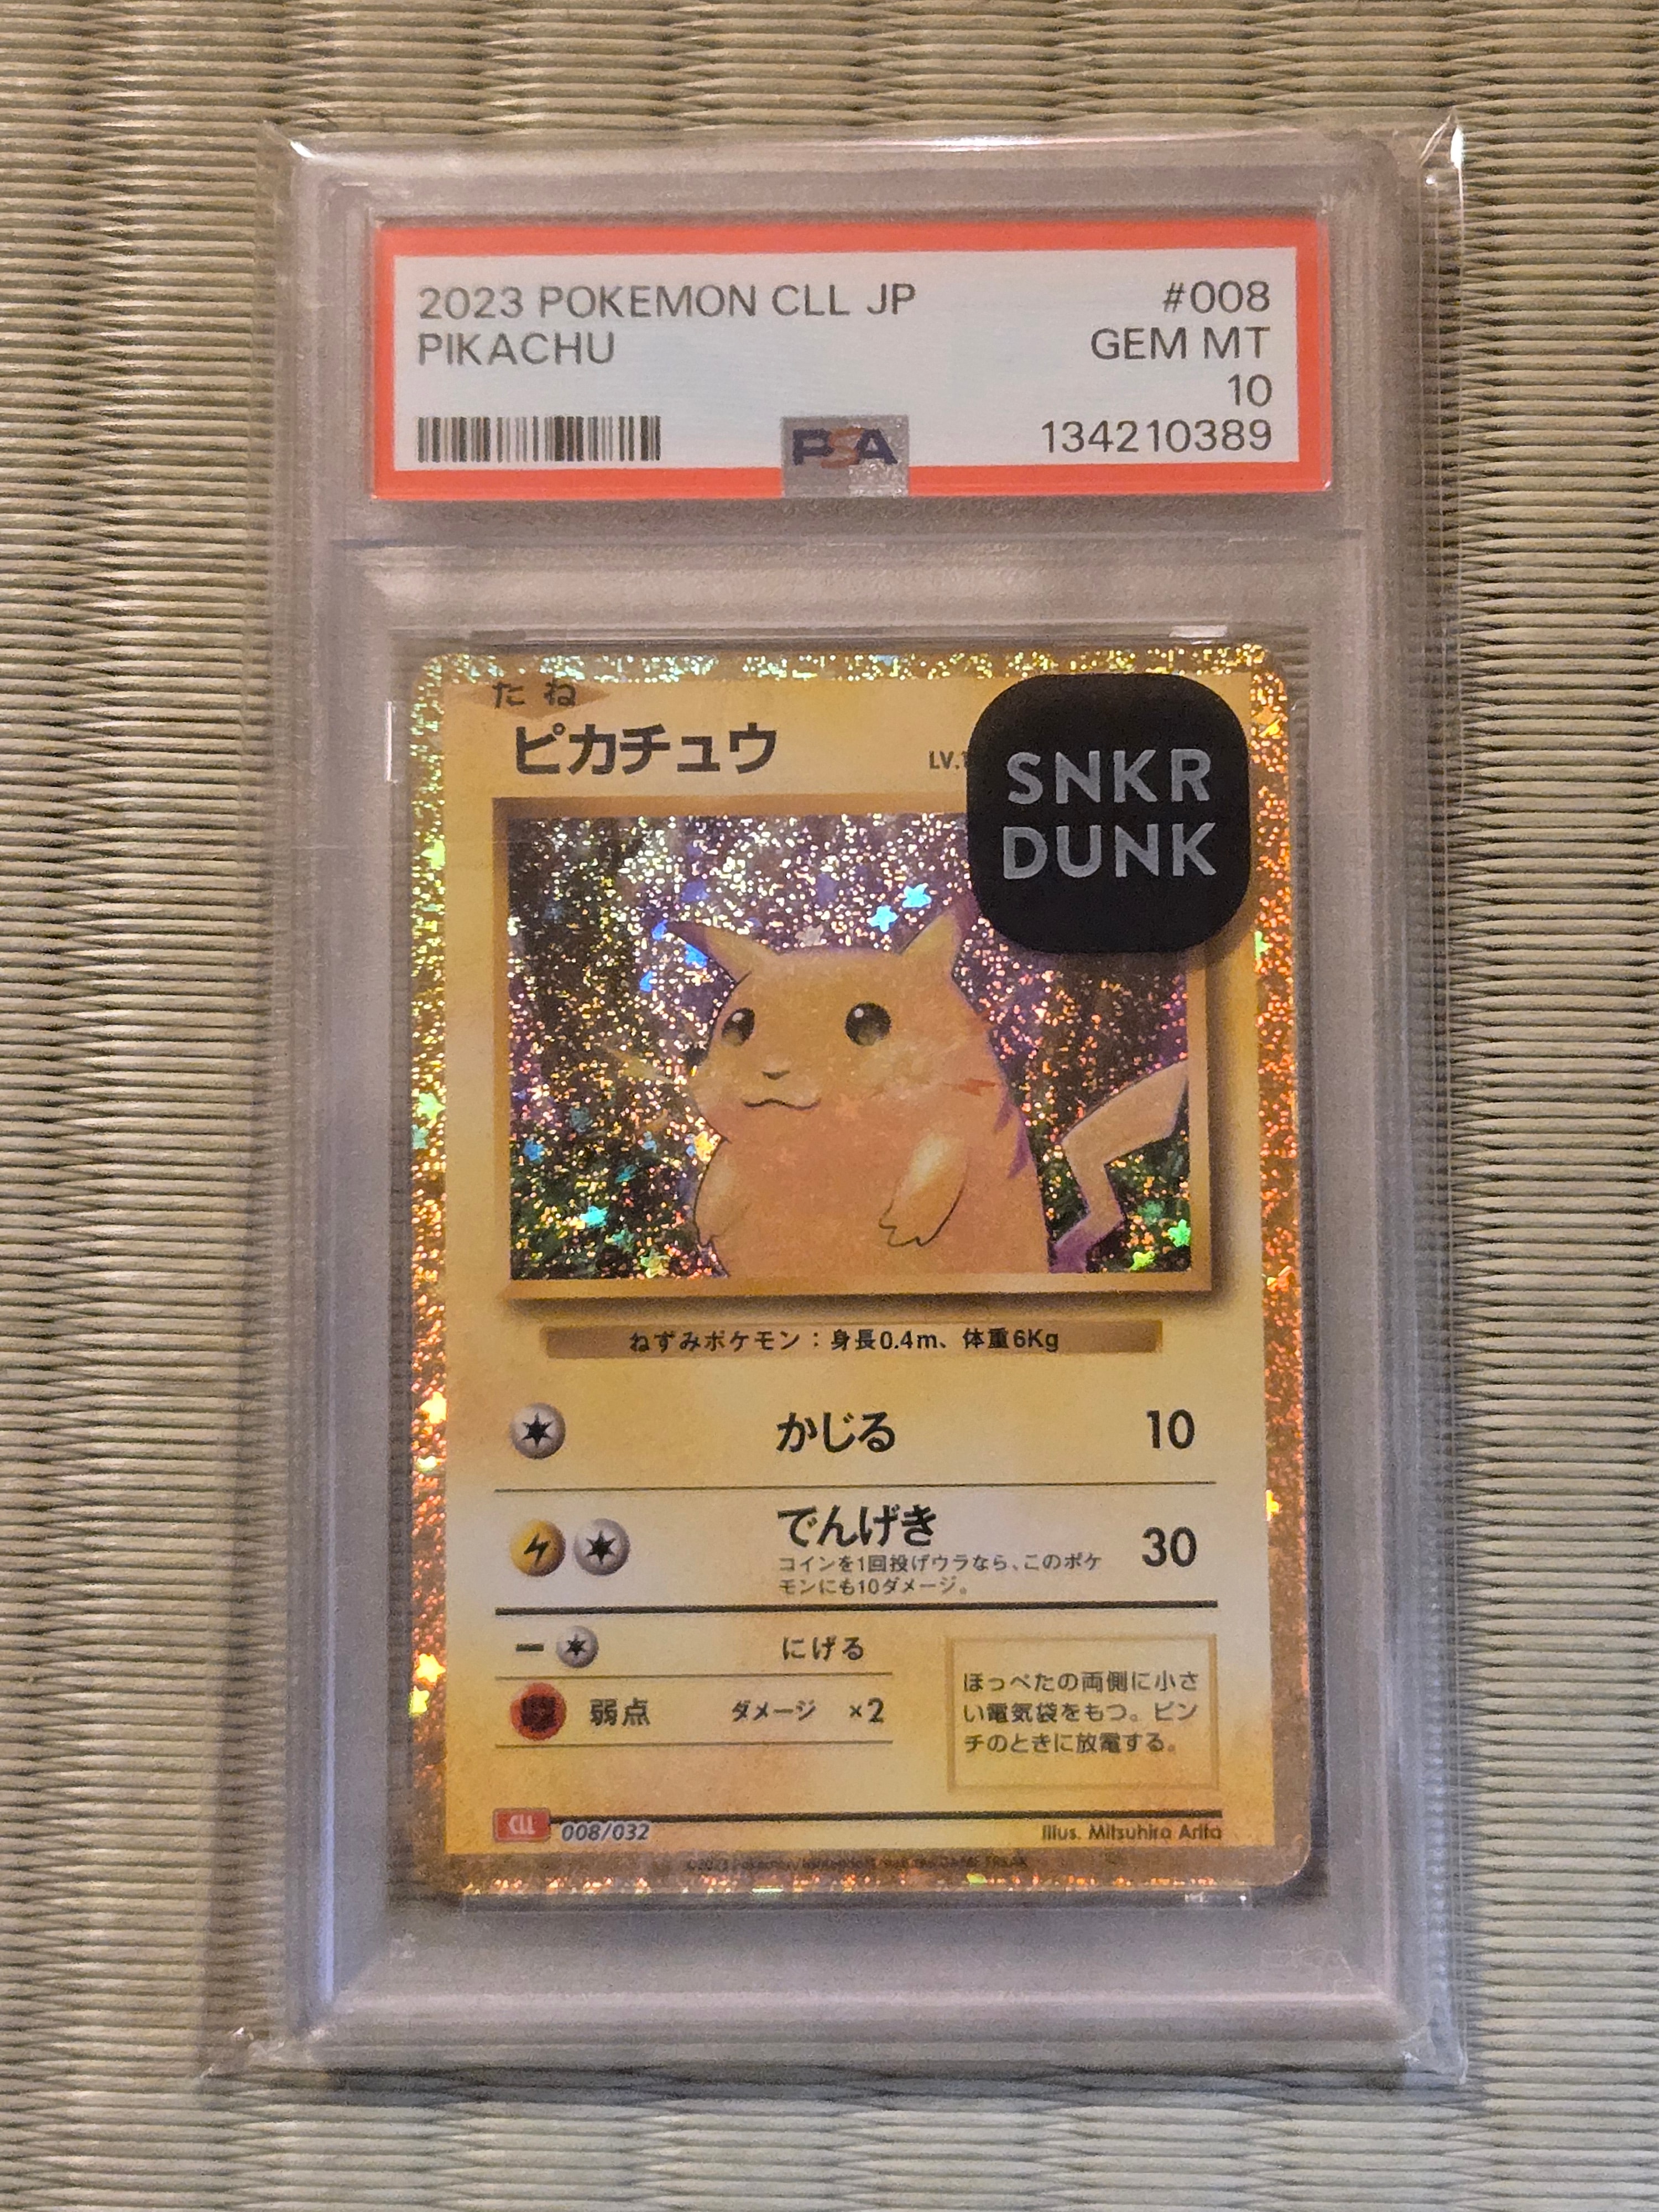 2023 POKEMON CLL JP #008
PIKACHU GEM MT
10
PSA 134210389
たね
ピカチュウ LV.1
SNKR
DUNK
ねずみポケモン：身長0.4m、体重6Kg
かじる 10
でんげき 30
コインを1回投げウラなら、このポケ
モンにも10ダメージ。
にげる
弱点 ダメージ ×2
ほっぺたの両側に小さ
い電気袋をもつ。ピン
チのときに放電する。
CLL 008/032 Illus. Mitsuhiro Arita